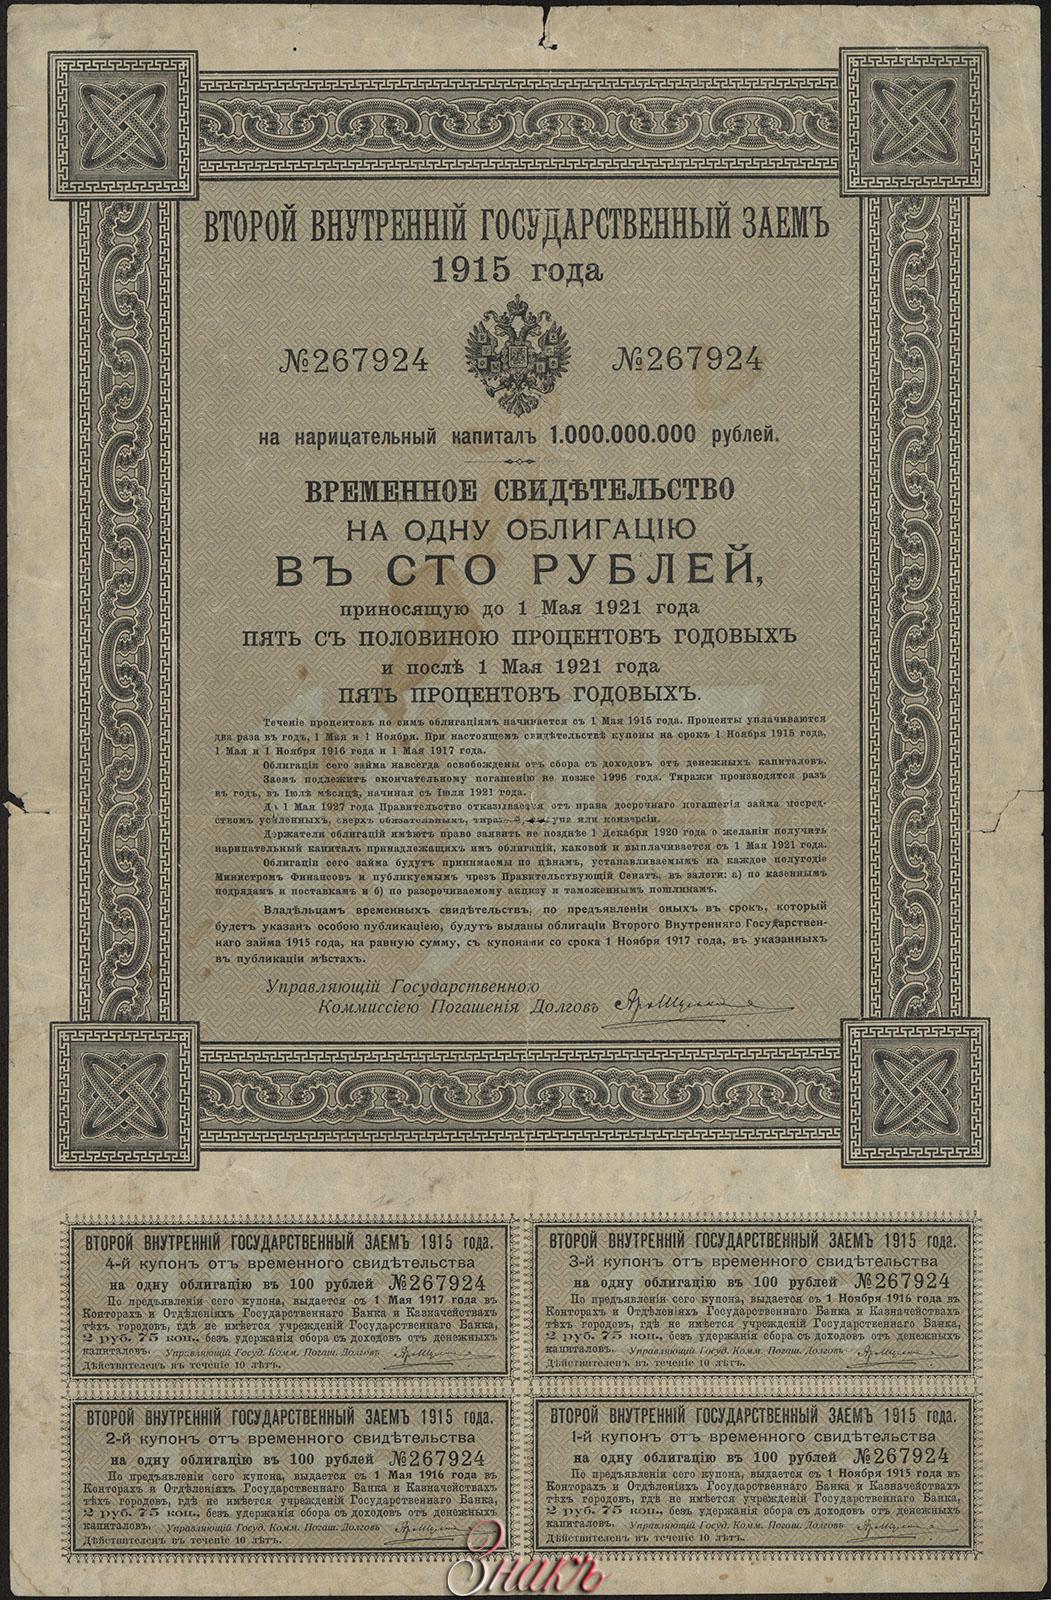 ВТОРОЙ ВНУТРЕННІЙ ГОСУДАРСТВЕННЫЙ ЗАЕМЪ
1915 года
№267924 №267924
на нарицательный капиталъ 1.000.000.000 рублей.
ВРЕМЕННОЕ СВИДѢТЕЛЬСТВО
НА ОДНУ ОБЛИГАЦІЮ
ВЪ СТО РУБЛЕЙ,
приносящую до 1 Мая 1921 года
ПЯТЬ СЪ ПОЛОВИНОЮ ПРОЦЕНТОВЪ ГОДОВЫХЪ
и послѣ 1 Мая 1921 года
ПЯТЬ ПРОЦЕНТОВЪ ГОДОВЫХЪ.
Теченіе процентовъ по симъ облигаціямъ начинается съ 1 Мая 1915 года. Проценты уплачиваются
два раза въ годъ, 1 Мая и 1 Ноября. При настоящемъ свидѣтельствѣ купоны на срокъ 1 Ноября 1915 года,
1 Мая и 1 Ноября 1916 года и 1 Мая 1917 года.
Облигаціи сего займа навсегда освобождены отъ сбора съ доходовъ отъ денежныхъ капиталовъ.
Заемъ подлежитъ окончательному погашенію не позже 1996 года. Тиражи производятся разъ
въ годъ, въ Іюлѣ мѣсяцѣ, начиная съ Іюля 1921 года.
До 1 Мая 1927 года Правительство отказывается отъ права досрочнаго погашенія займа посред-
ствомъ усиленныхъ, сверхъ обязательныхъ, или конверсіи.
Держатели облигацій имѣютъ право заявить не позднѣе 1 Декабря 1920 года о желаніи получить
нарицательный капиталъ принадлежащихъ имъ облигацій, каковой и выплачивается съ 1 Мая 1921 года.
Облигаціи сего займа будутъ принимаемы по цѣнамъ, устанавливаемымъ на каждое полугодіе
Министромъ Финансовъ и публикуемымъ чрезъ Правительствующій Сенатъ, въ залоги: а) по казеннымъ
подрядамъ и поставкамъ и б) по разсрочиваемому акцизу и таможеннымъ пошлинамъ.
Владѣльцамъ временныхъ свидѣтельствъ, по предъявленіи оныхъ въ срокъ, который
будетъ указанъ особою публикаціею, будутъ выданы облигаціи Второго Внутренняго Государствен-
наго займа 1915 года, на равную сумму, съ купонами со срока 1 Ноября 1917 года, въ указанныхъ
въ публикаціи мѣстахъ.
Управляющій Государственною
Коммиссіею Погашенія Долговъ
ВТОРОЙ ВНУТРЕННІЙ ГОСУДАРСТВЕННЫЙ ЗАЕМЪ 1915 года.
4-й купонъ отъ временного свидѣтельства
на одну облигацію въ 100 рублей №267924
По предъявленіи сего купона, выдается съ 1 Мая 1917 года въ
Конторахъ и Отдѣленіяхъ Государственнаго Банка и Казначействахъ
тѣхъ городовъ, гдѣ не имѣется учрежденій Государственнаго Банка,
2 руб. 75 коп., безъ удержанія сбора съ доходовъ отъ денежныхъ
капиталовъ. Управляющій Госуд. Комм. Погаш. Долговъ
Дѣйствителенъ въ теченіе 10 лѣтъ.
ВТОРОЙ ВНУТРЕННІЙ ГОСУДАРСТВЕННЫЙ ЗАЕМЪ 1915 года.
3-й купонъ отъ временного свидѣтельства
на одну облигацію въ 100 рублей №267924
По предъявленіи сего купона, выдается съ 1 Ноября 1916 года въ
Конторахъ и Отдѣленіяхъ Государственнаго Банка и Казначействахъ
тѣхъ городовъ, гдѣ не имѣется учрежденій Государственнаго Банка,
2 руб. 75 коп., безъ удержанія сбора съ доходовъ отъ денежныхъ
капиталовъ. Управляющій Госуд. Комм. Погаш. Долговъ
Дѣйствителенъ въ теченіе 10 лѣтъ.
ВТОРОЙ ВНУТРЕННІЙ ГОСУДАРСТВЕННЫЙ ЗАЕМЪ 1915 года.
2-й купонъ отъ временного свидѣтельства
на одну облигацію въ 100 рублей №267924
По предъявленіи сего купона, выдается съ 1 Мая 1916 года въ
Конторахъ и Отдѣленіяхъ Государственнаго Банка и Казначействахъ
тѣхъ городовъ, гдѣ не имѣется учрежденій Государственнаго Банка,
2 руб. 75 коп., безъ удержанія сбора съ доходовъ отъ денежныхъ
капиталовъ. Управляющій Госуд. Комм. Погаш. Долговъ
Дѣйствителенъ въ теченіе 10 лѣтъ.
ВТОРОЙ ВНУТРЕННІЙ ГОСУДАРСТВЕННЫЙ ЗАЕМЪ 1915 года.
1-й купонъ отъ временного свидѣтельства
на одну облигацію въ 100 рублей №267924
По предъявленіи сего купона, выдается съ 1 Ноября 1915 года въ
Конторахъ и Отдѣленіяхъ Государственнаго Банка и Казначействахъ
тѣхъ городовъ, гдѣ не имѣется учрежденій Государственнаго Банка,
2 руб. 75 коп., безъ удержанія сбора съ доходовъ отъ денежныхъ
капиталовъ. Управляющій Госуд. Комм. Погаш. Долговъ
Дѣйствителенъ въ теченіе 10 лѣтъ.
Знакъ